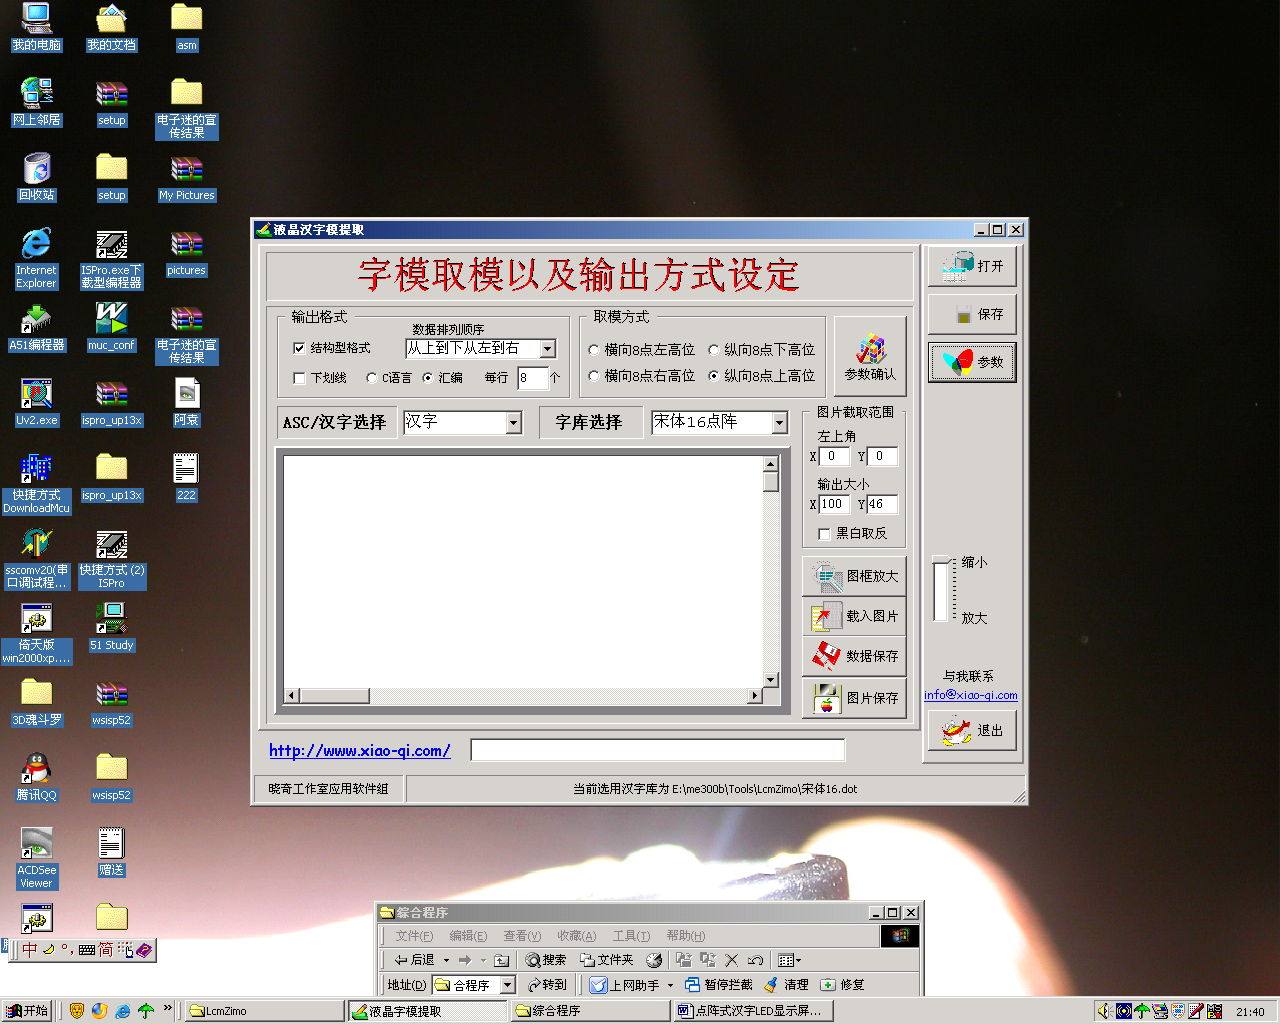 我的电脑
我的文档
asm
网上邻居
setup
电子迷的宣
传结果
回收站
setup
My Pictures
Internet
Explorer
ISPro.exe下
载型编程器
pictures
A51编程器
muc_conf
电子迷的宣
传结果
Uv2.exe
ispro_up13x
阿袁
快捷方式
DownloadMcu
ispro_up13x
222
sscomv20(串
口调试程...
快捷方式 (2)
ISPro
倚天版
win2000xp....
51 Study
3D魂斗罗
wsisp52
腾讯QQ
wsisp52
ACDSee
Viewer
赠送
液晶汉字模提取
字模取模以及输出方式设定
输出格式
数据排列顺序
结构型格式
从上到下从左到右
下划线
C语言
汇编
每行
8
个
取模方式
横向8点左高位
纵向8点下高位
横向8点右高位
纵向8点上高位
参数确认
ASC/汉字选择
汉字
字库选择
宋体16点阵
图片截取范围
左上角
X 0 Y 0
输出大小
X 100 Y 46
黑白取反
图框放大
载入图片
数据保存
图片保存
打开
保存
参数
缩小
放大
与我联系
info@xiao-qi.com
退出
http://www.xiao-qi.com/
晓奇工作室应用软件组
当前选用汉字库为 E:\me300b\Tools\LcmZimo\宋体16.dot
综合程序
文件(F) 编辑(E) 查看(V) 收藏(A) 工具(T) 帮助(H)
后退 搜索 文件夹
地址(D) 合程序 转到 上网助手 暂停拦截 清理 修复
中 简
开始 LcmZimo 液晶字模提取 综合程序 点阵式汉字LED显示屏... 21:40